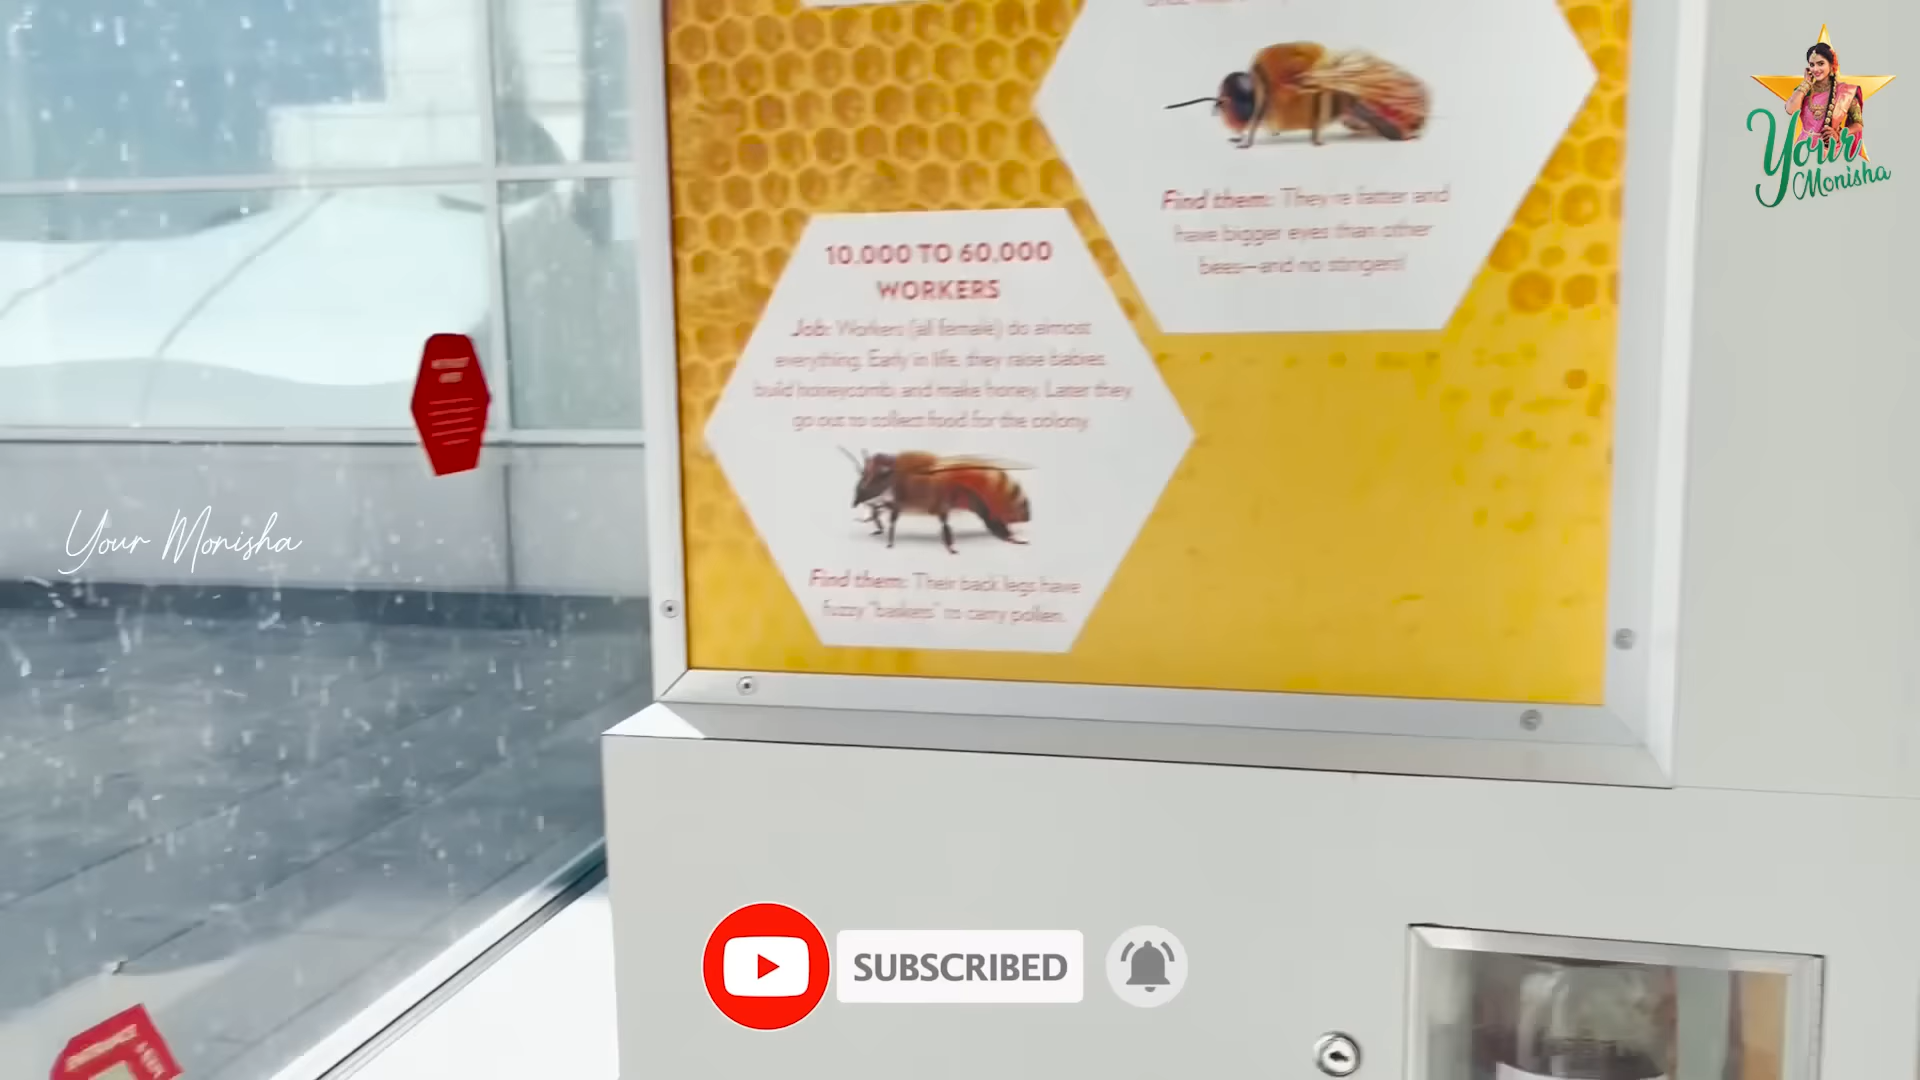 Find them: They're fatter and
have bigger eyes than other
bees—and no stingers!
10,000 TO 60,000
WORKERS
Job: Workers (all female) do almost
everything. Early in life, they raise babies,
build honeycomb, and make honey. Later they
go out to collect food for the colony.
Find them: Their back legs have
fuzzy "baskets" to carry pollen.
Your Monisha
Your
Monisha
SUBSCRIBED